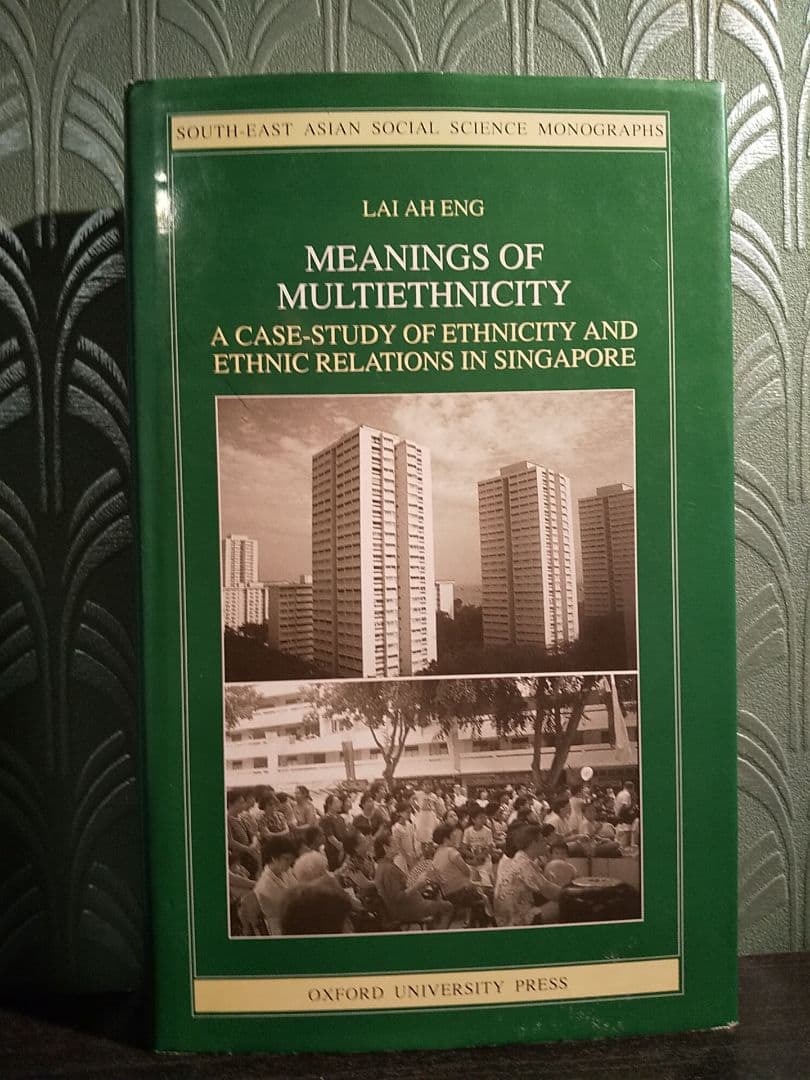 SOUTH-EAST ASIAN SOCIAL SCIENCE MONOGRAPHS
LAI AH ENG
MEANINGS OF
MULTIETHNICITY
A CASE-STUDY OF ETHNICITY AND
ETHNIC RELATIONS IN SINGAPORE
OXFORD UNIVERSITY PRESS